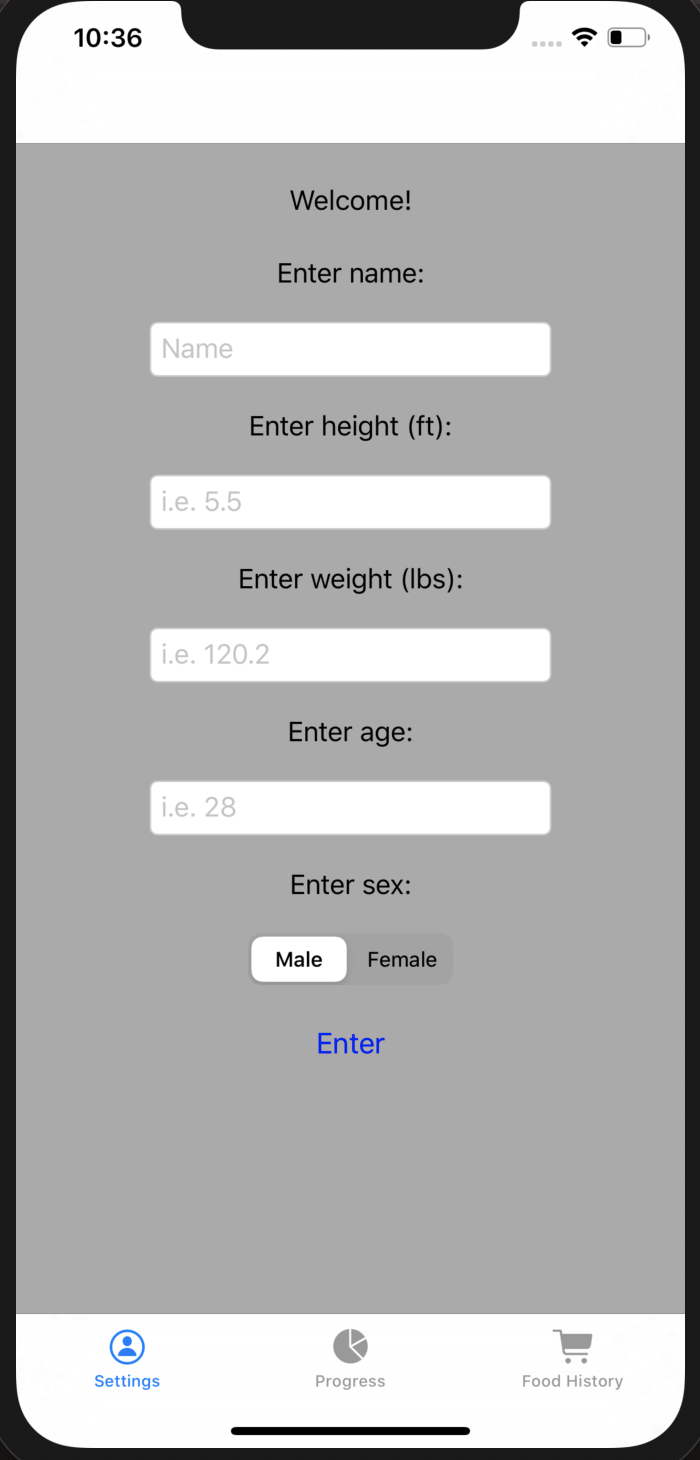 10:36
Welcome!
Enter name:
Name
Enter height (ft):
i.e. 5.5
Enter weight (lbs):
i.e. 120.2
Enter age:
i.e. 28
Enter sex:
Male Female
Enter
Settings Progress Food History